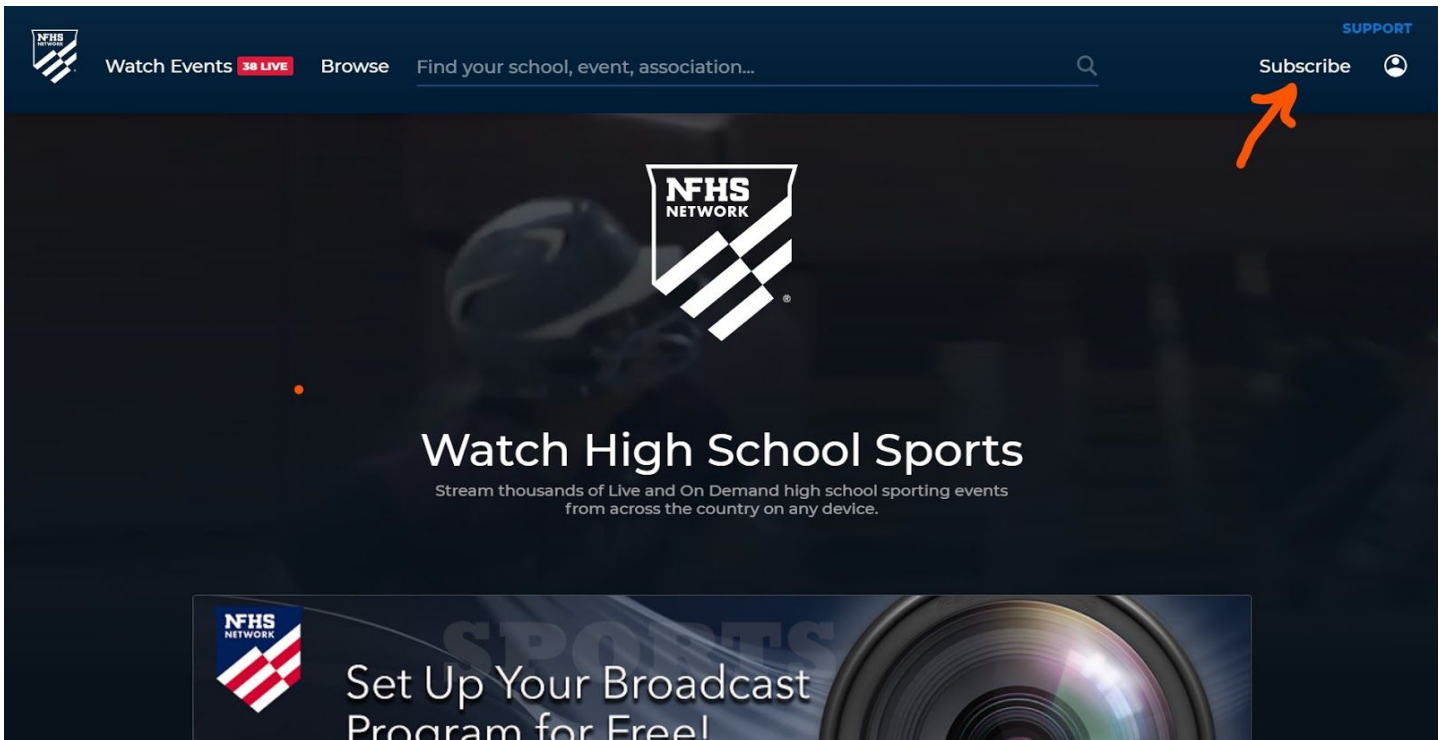 SUPPORT
NFHS
NETWORK
Watch Events 38 LIVE Browse Find your school, event, association... Subscribe
NFHS
NETWORK
®
Watch High School Sports
Stream thousands of Live and On Demand high school sporting events
from across the country on any device.
NFHS
NETWORK
SPORTS
Set Up Your Broadcast
Program for Free!